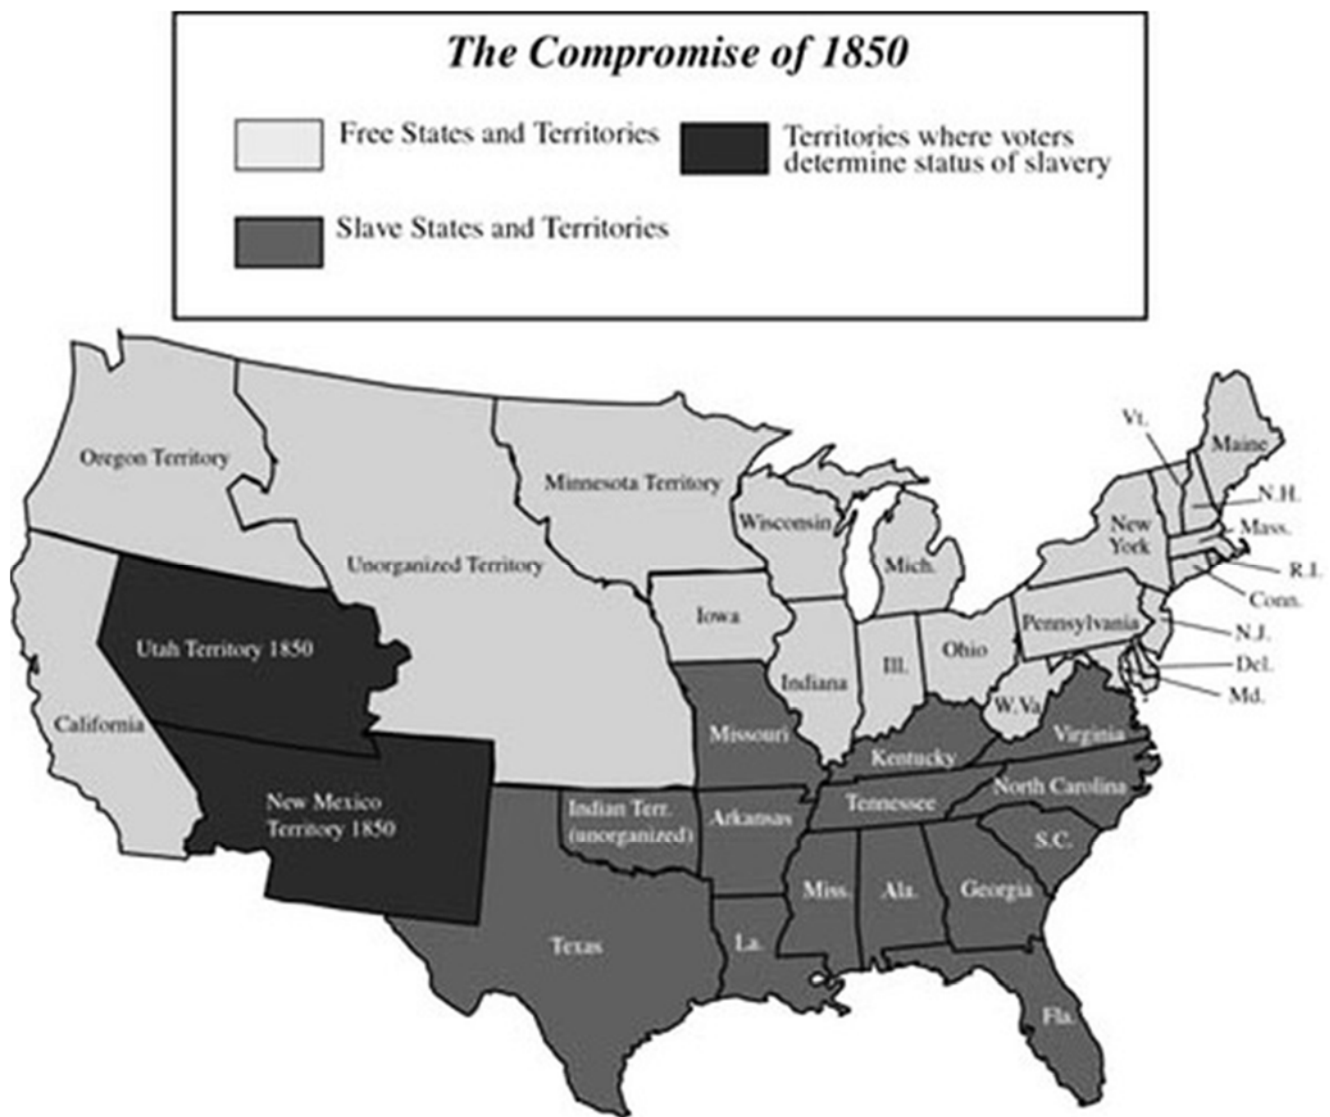 The Compromise of 1850
Free States and Territories
Territories where voters
determine status of slavery
Slave States and Territories
Oregon Territory
Unorganized Territory
Minnesota Territory
Wisconsin
Mich.
Vt.
Maine
N.H.
New
York
Mass.
R.I.
Conn.
Iowa
Pennsylvania
N.J.
Utah Territory 1850
Indiana
Ill.
Ohio
Del.
Md.
W.Va
California
Missouri
Kentucky
Virginia
New Mexico
Territory 1850
Indian Terr.
(unorganized)
Arkansas
Tennessee
North Carolina
S.C.
Texas
La.
Miss.
Ala.
Georgia
Fla.